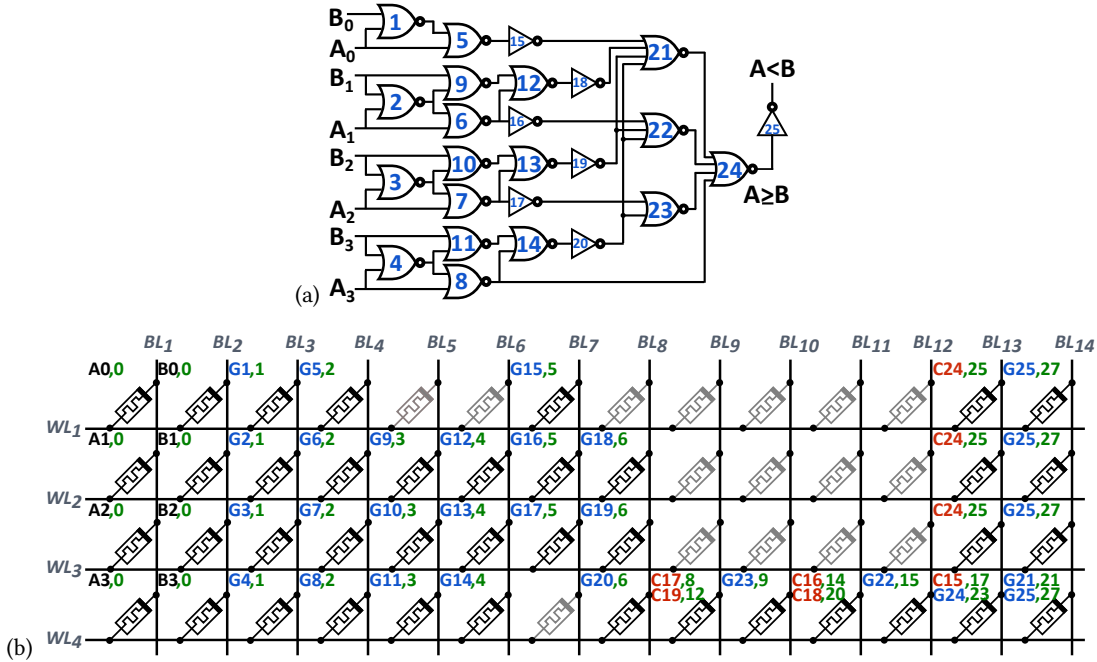 B0 1 5 15 21
A0
B1 9 12 18 A<B
2 25
A1 6 16 22
B2 10 13 19 24
3 A≥B
A2 7 17 23
B3 11 14 20
4
A3 8
(a)
BL1 BL2 BL3 BL4 BL5 BL6 BL7 BL8 BL9 BL10 BL11 BL12 BL13 BL14
A0,0 B0,0 G1,1 G5,2 G15,5 C24,25 G25,27
WL1
A1,0 B1,0 G2,1 G6,2 G9,3 G12,4 G16,5 G18,6 C24,25 G25,27
WL2
A2,0 B2,0 G3,1 G7,2 G10,3 G13,4 G17,5 G19,6 C24,25 G25,27
WL3
A3,0 B3,0 G4,1 G8,2 G11,3 G14,4 G20,6 C17,8 G23,9 C16,14 G22,15 C15,17 G21,21
C19,12 C18,20 G24,23 G25,27
WL4
(b)